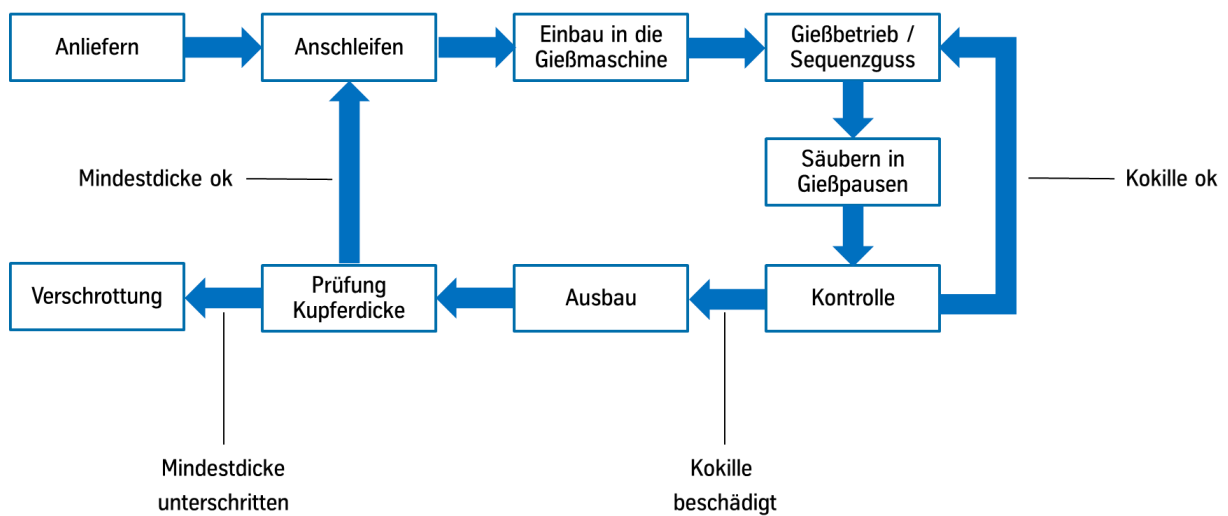 Anliefern
Anschleifen
Einbau in die
Gießmaschine
Gießbetrieb /
Sequenzguss
Säubern in
Gießpausen
Mindestdicke ok
Kokille ok
Verschrottung
Prüfung
Kupferdicke
Ausbau
Kontrolle
Mindestdicke
unterschritten
Kokille
beschädigt